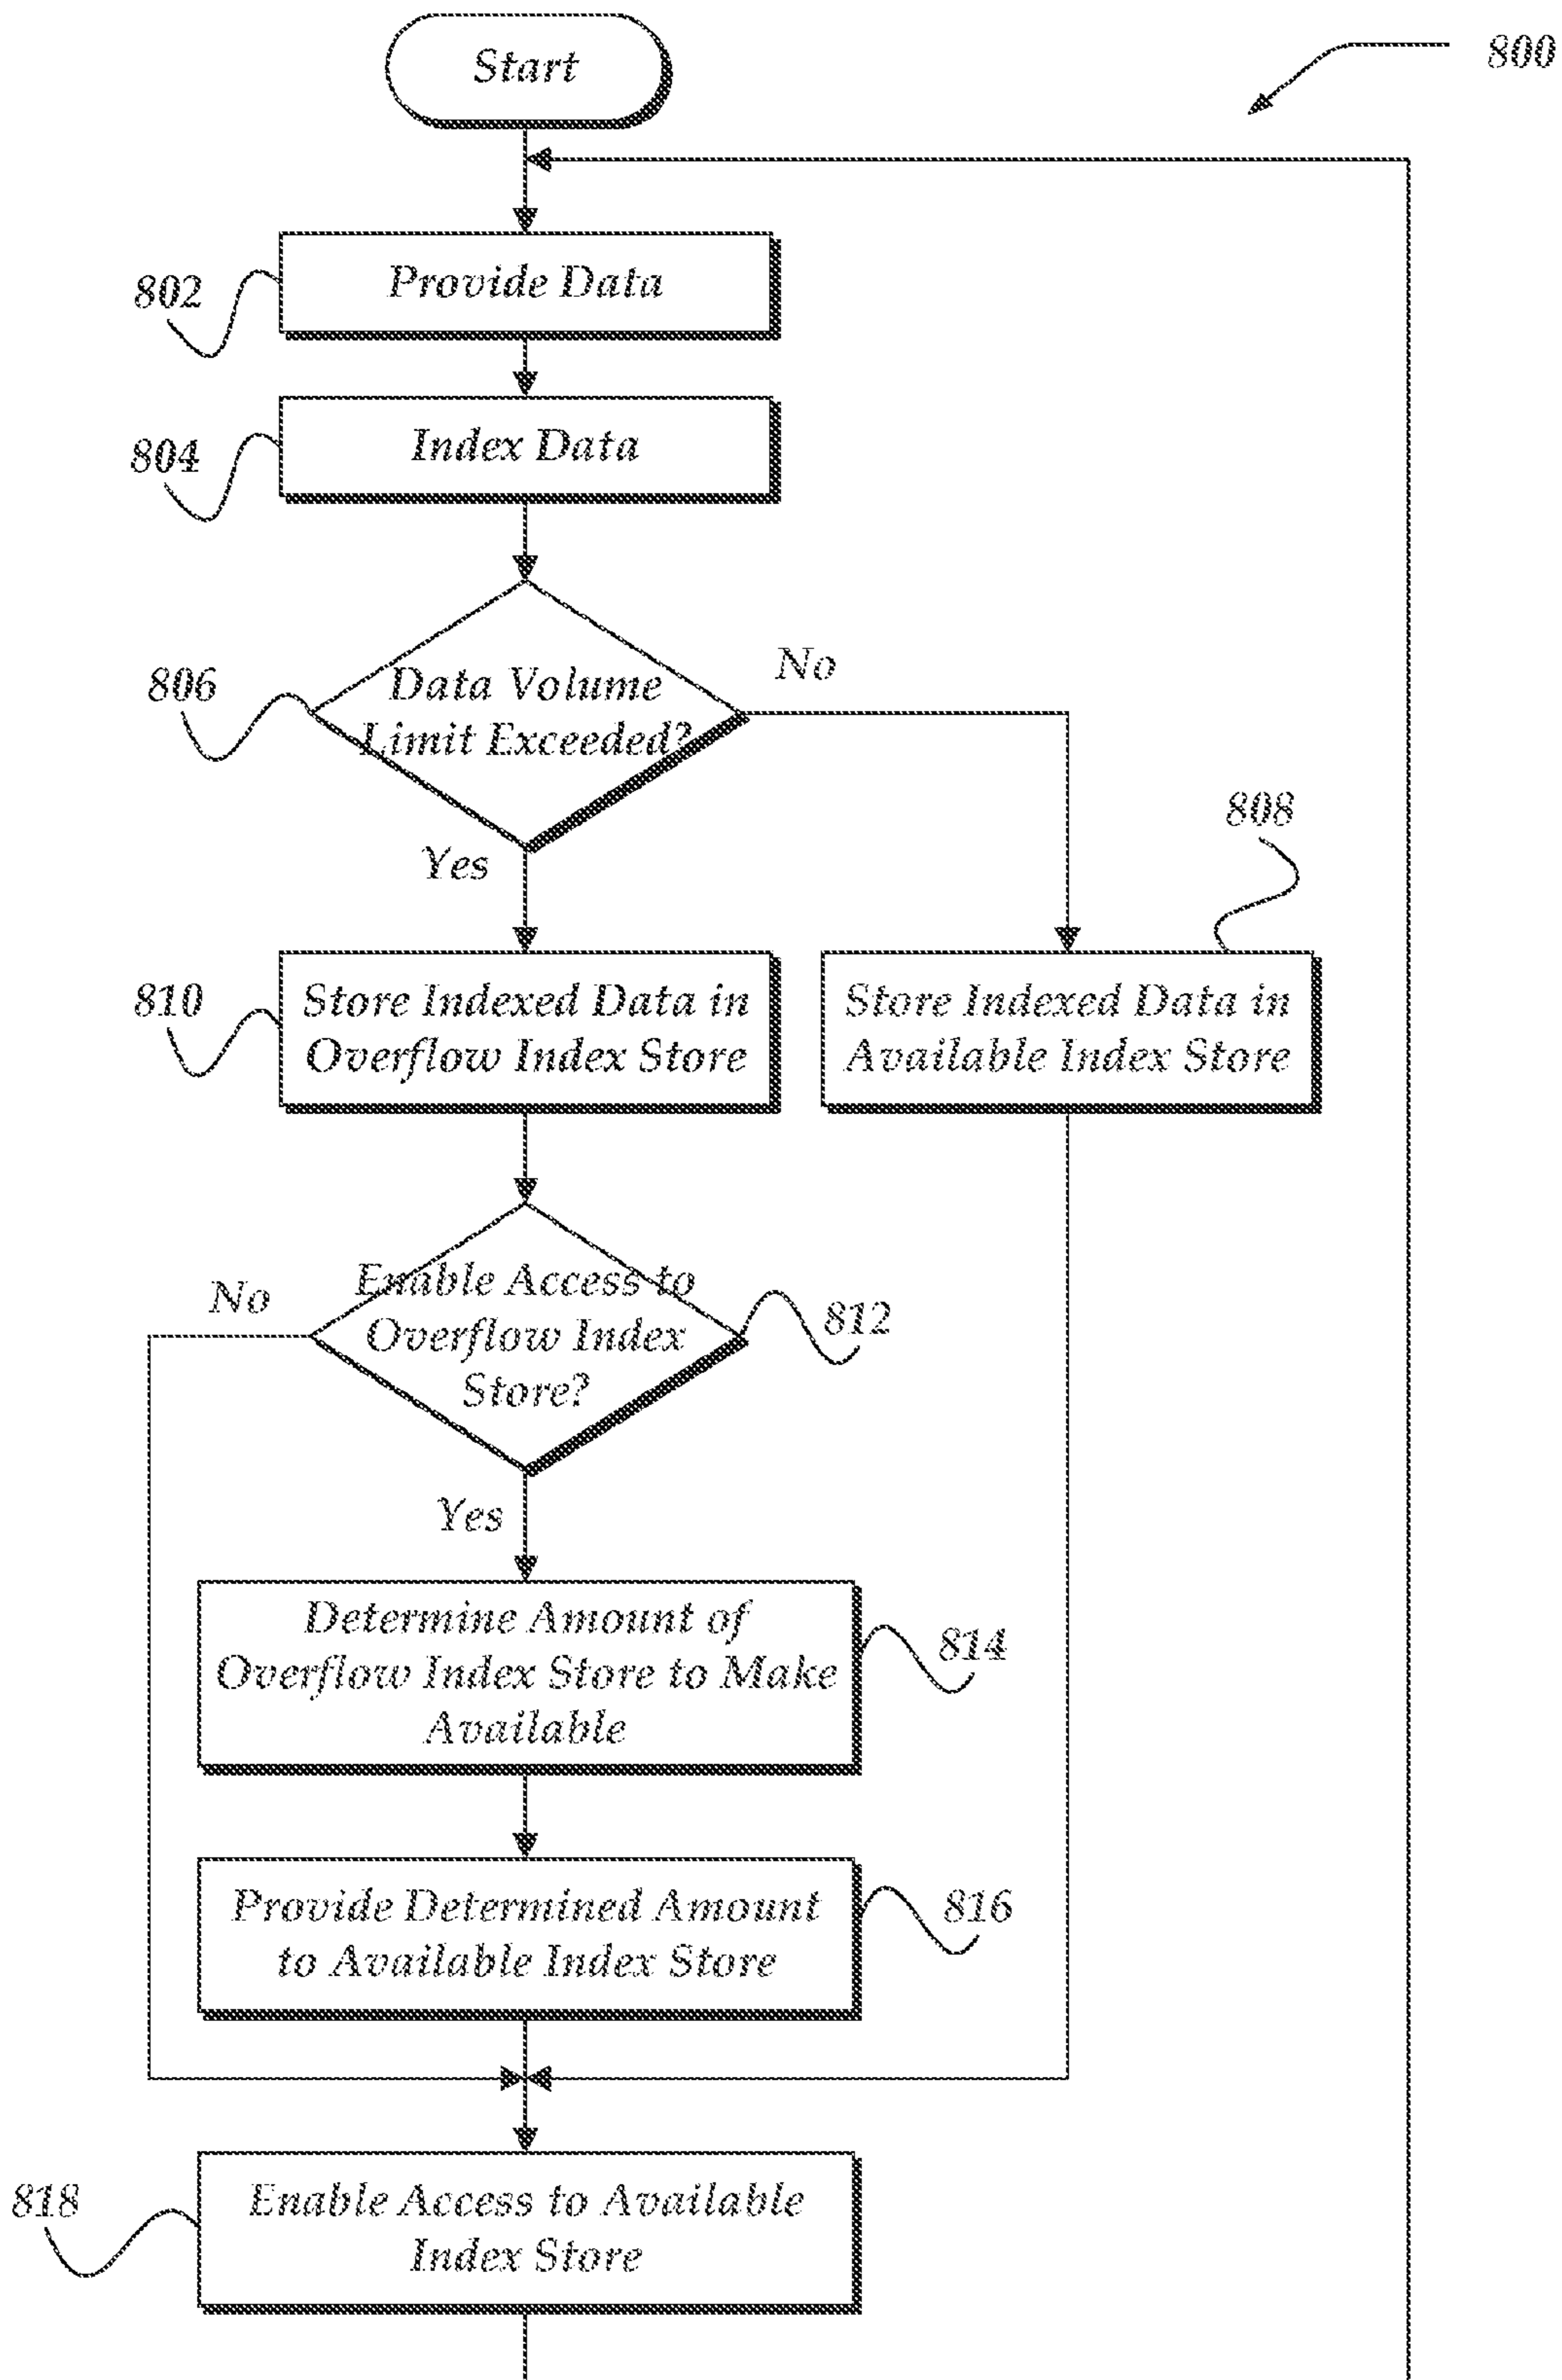 Start
800
802
Provide Data
804
Index Data
806
Data Volume
Limit Exceeded?
No
Yes
808
810
Store Indexed Data in
Overflow Index Store
Store Indexed Data in
Available Index Store
No
Enable Access to
Overflow Index
Store?
812
Yes
Determine Amount of
Overflow Index Store to Make
Available
814
Provide Determined Amount
to Available Index Store
816
818
Enable Access to Available
Index Store